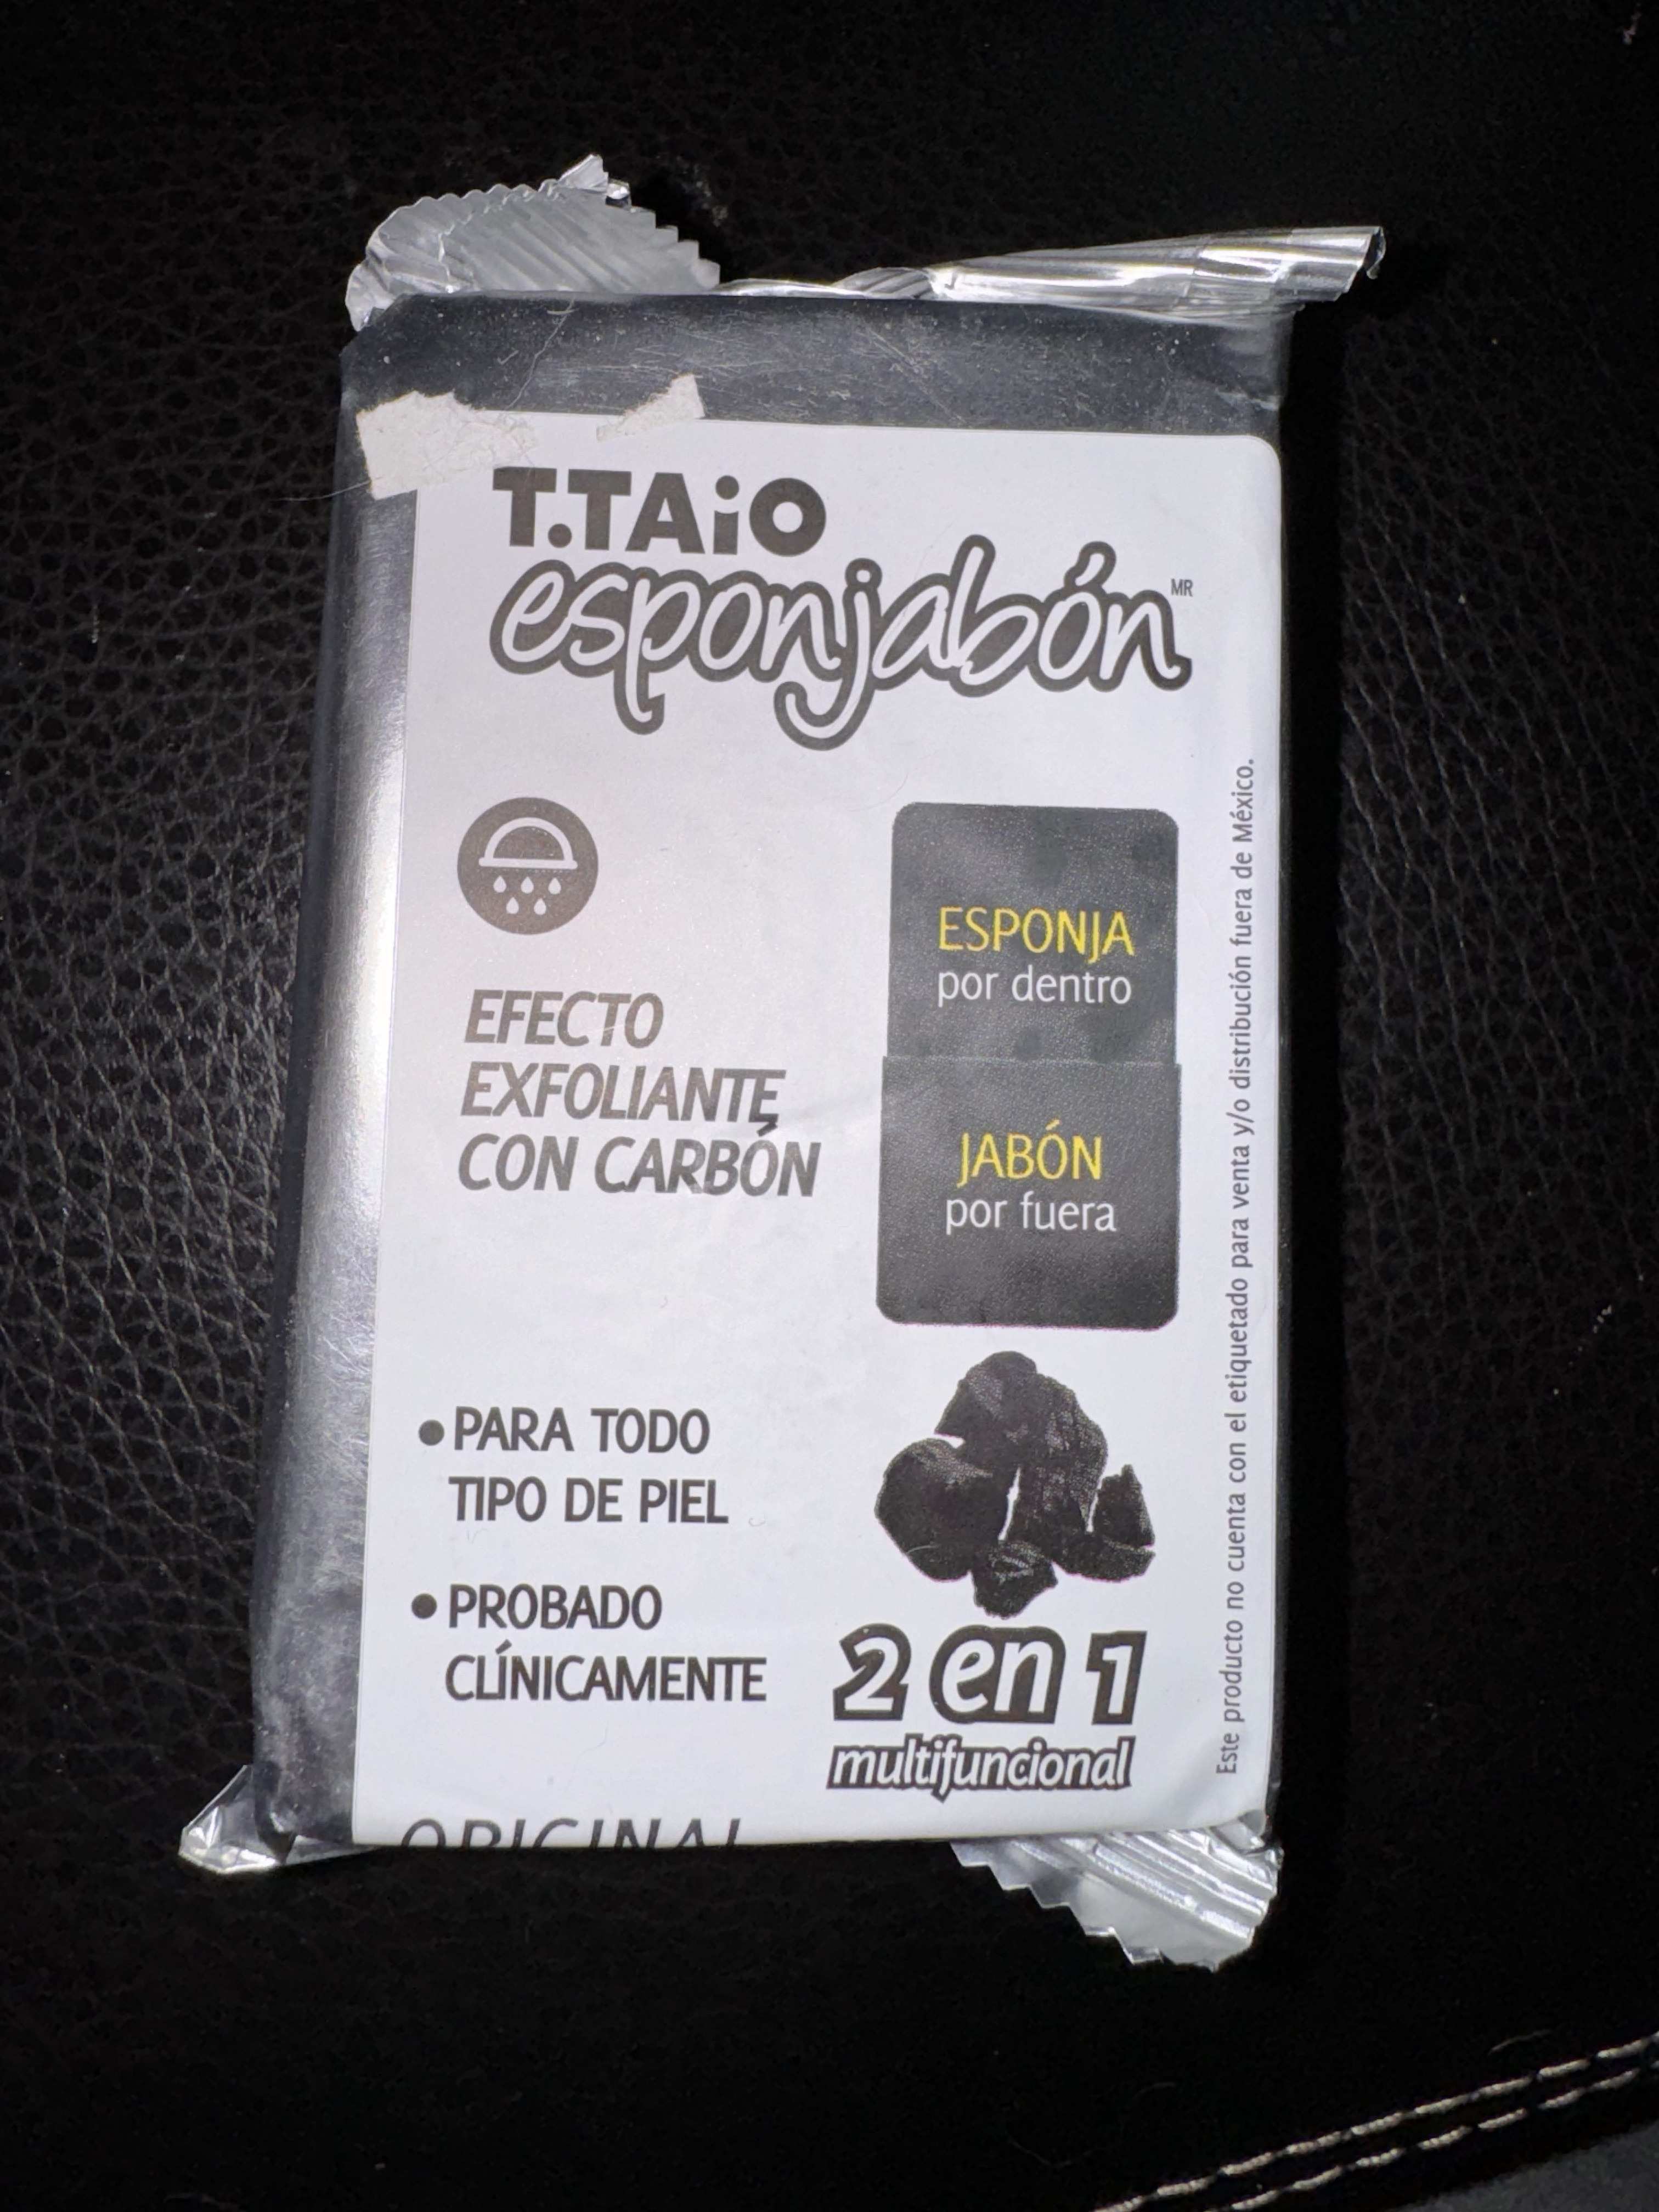 T.TAiO
esponjabón MR
EFECTO
EXFOLIANTE
CON CARBÓN
ESPONJA
por dentro
JABÓN
por fuera
• PARA TODO
TIPO DE PIEL
• PROBADO
CLÍNICAMENTE
2 en 1
multifuncional
ORIGINAL
Este producto no cuenta con el etiquetado para venta y/o distribución fuera de México.